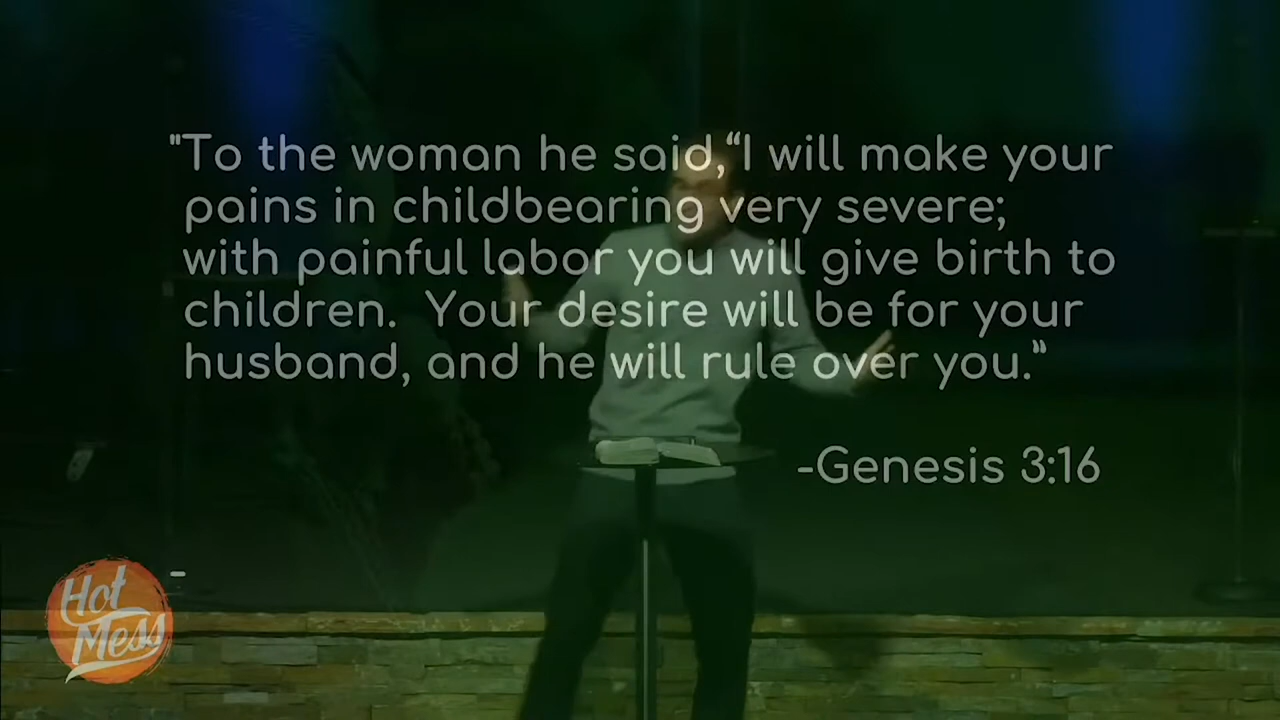 "To the woman he said,“I will make your
pains in childbearing very severe;
with painful labor you will give birth to
children. Your desire will be for your
husband, and he will rule over you.”
-Genesis 3:16
Hot
Mess